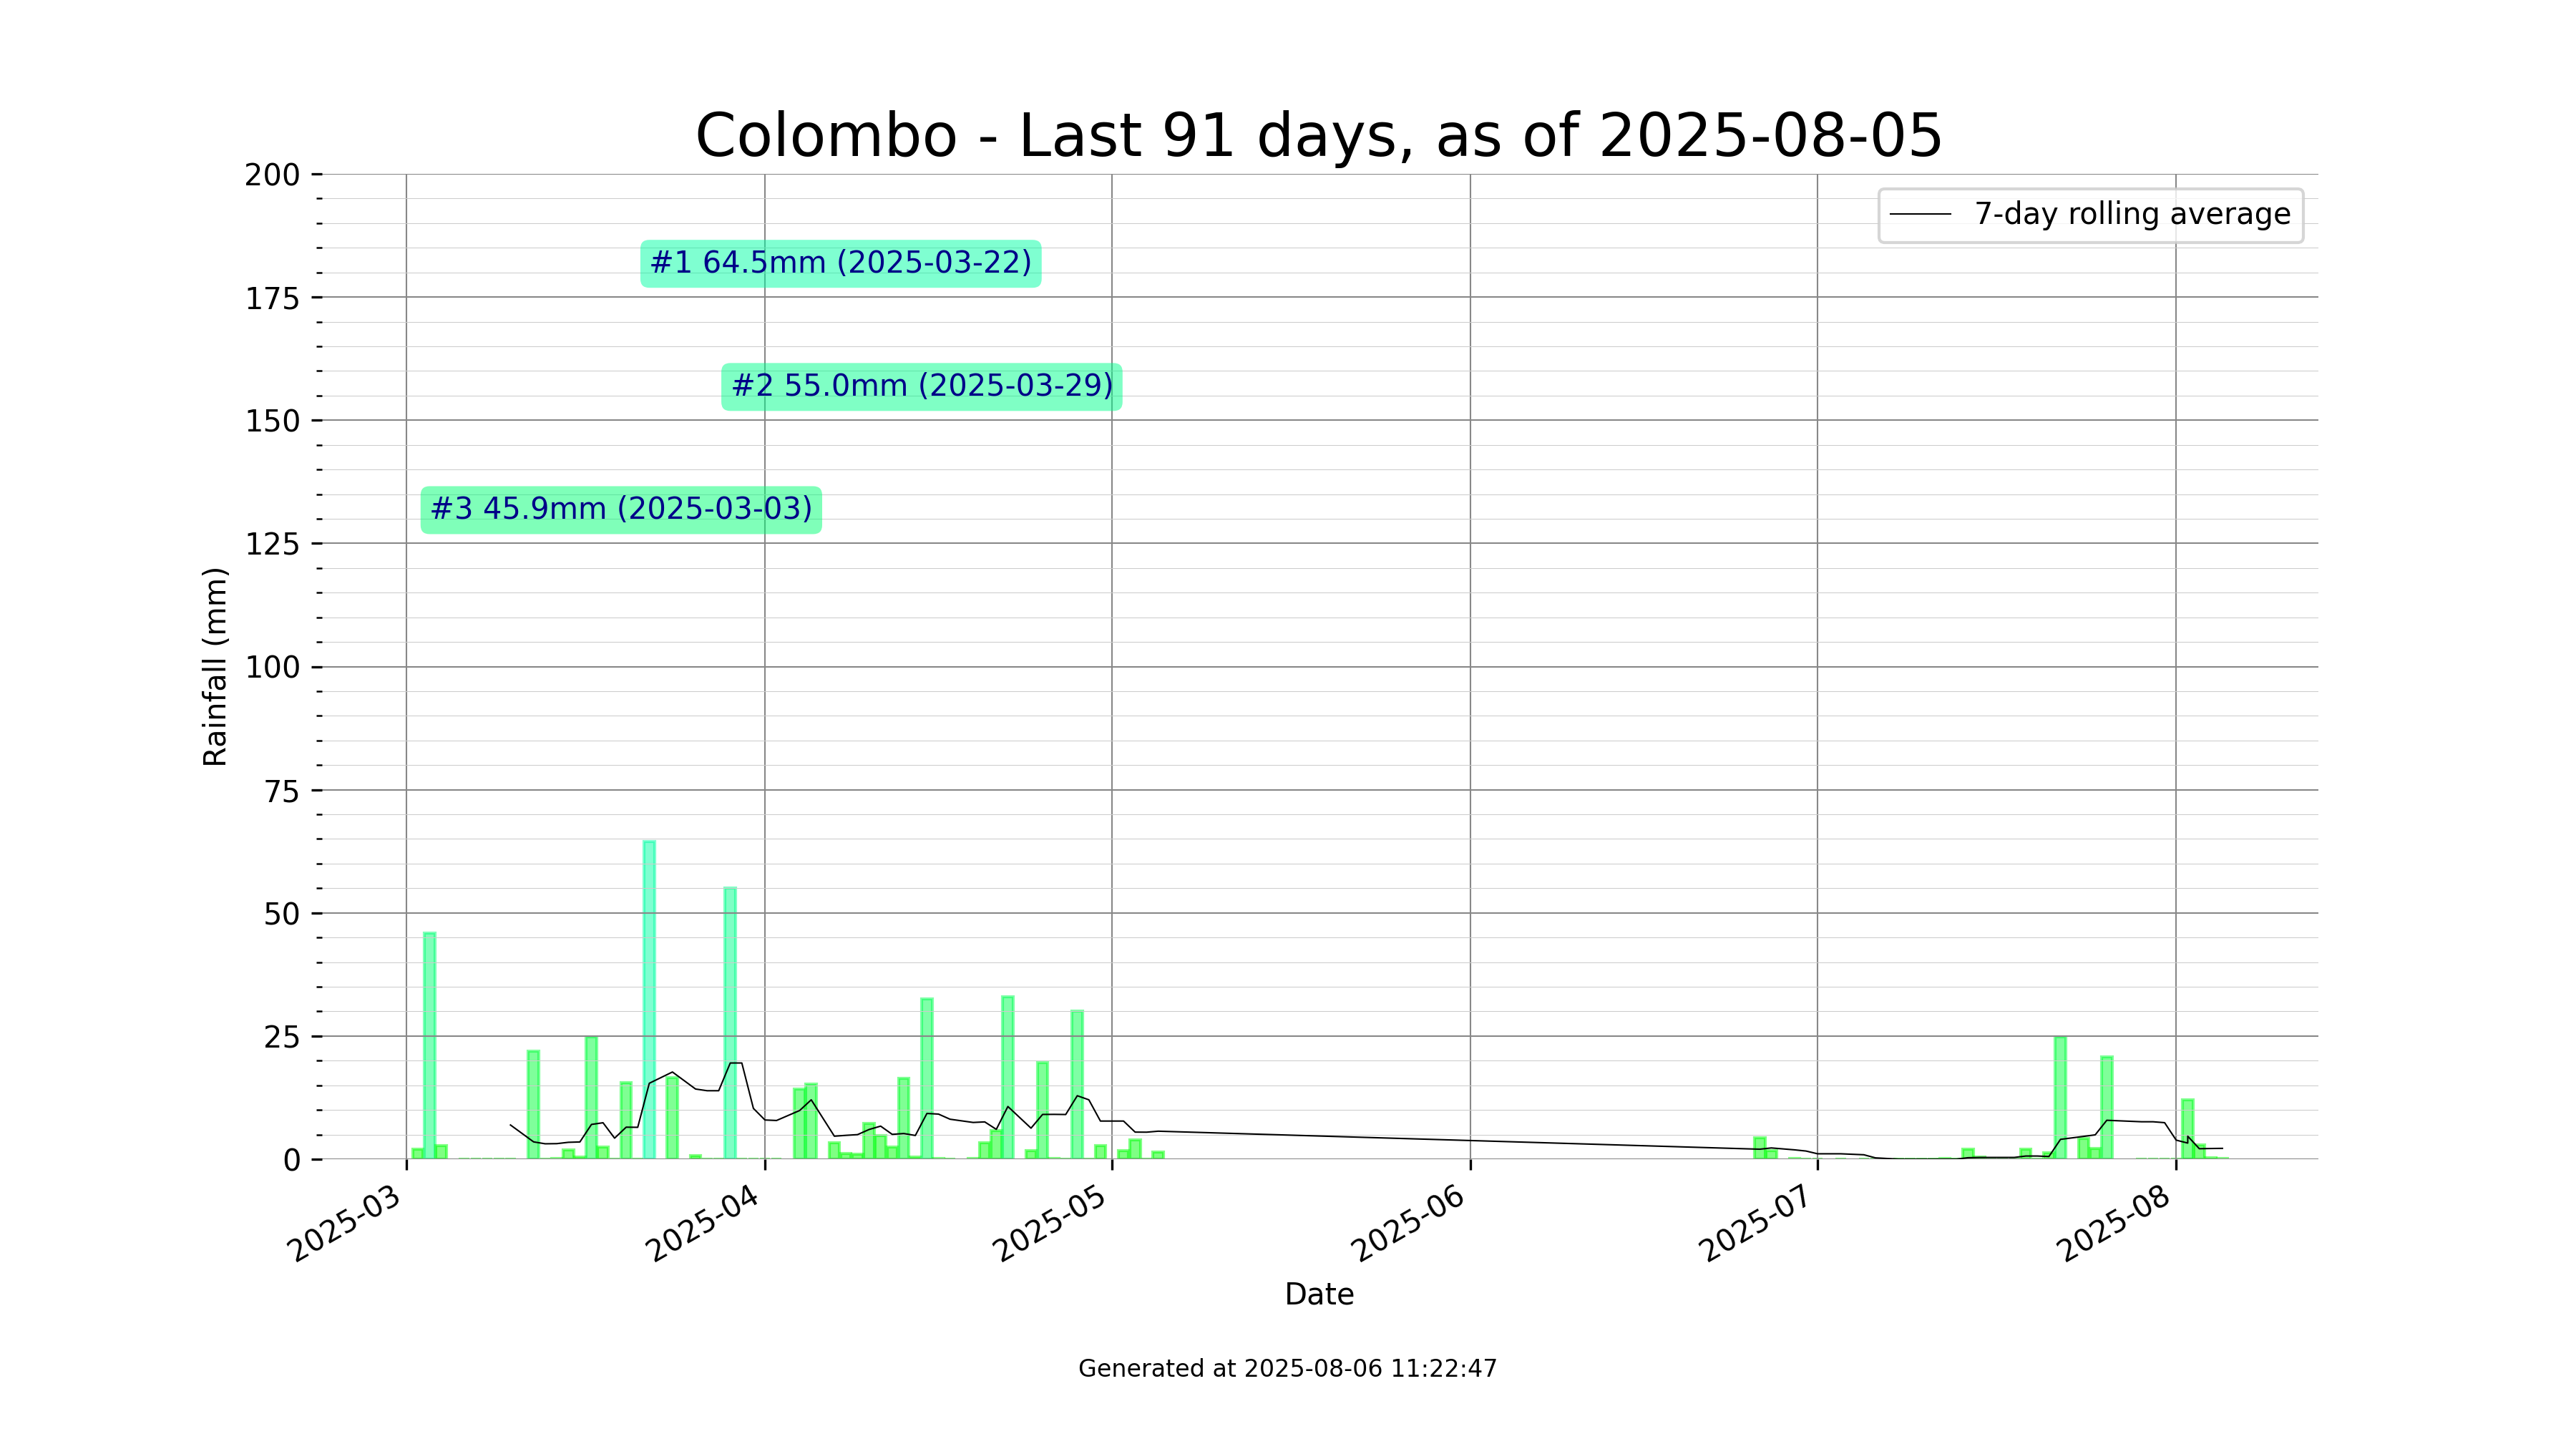 Colombo - Last 91 days, as of 2025-08-05
200
175
150
125
100
75
50
25
0
Rainfall (mm)
7-day rolling average
#1 64.5mm (2025-03-22)
#2 55.0mm (2025-03-29)
#3 45.9mm (2025-03-03)
2025-03
2025-04
2025-05
2025-06
2025-07
2025-08
Date
Generated at 2025-08-06 11:22:47